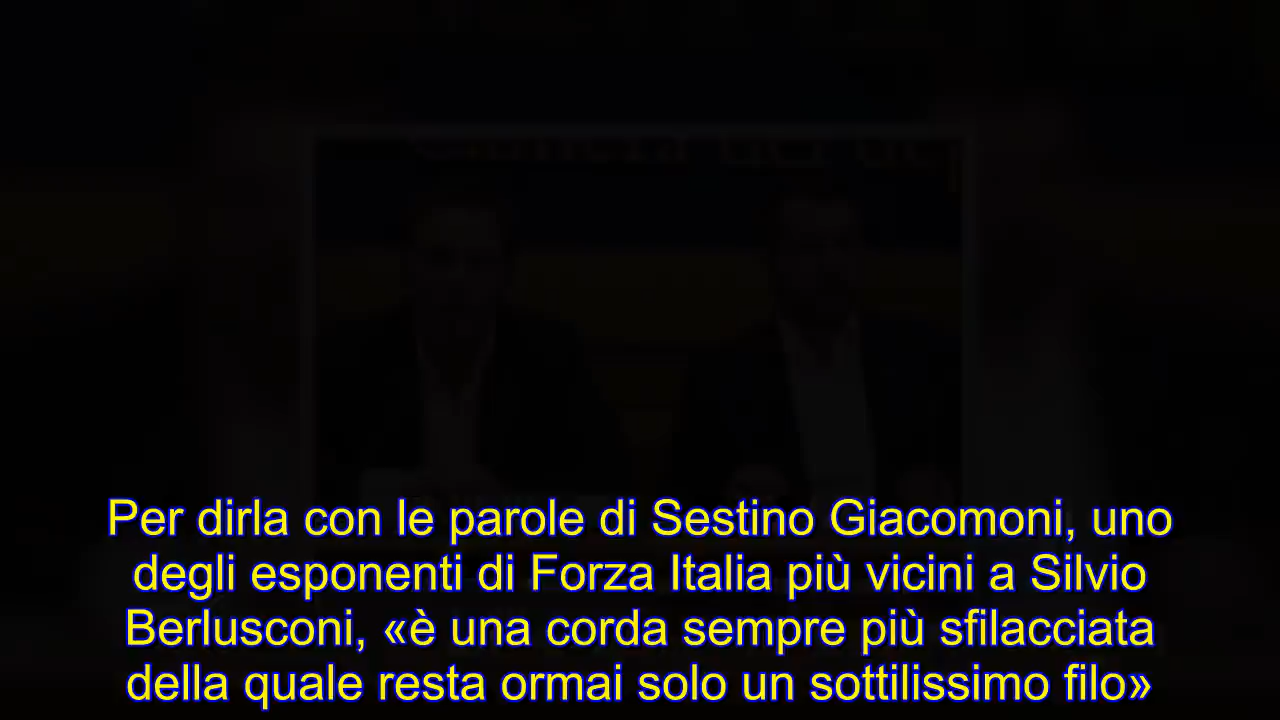 Per dirla con le parole di Sestino Giacomoni, uno
degli esponenti di Forza Italia più vicini a Silvio
Berlusconi, «è una corda sempre più sfilacciata
della quale resta ormai solo un sottilissimo filo»